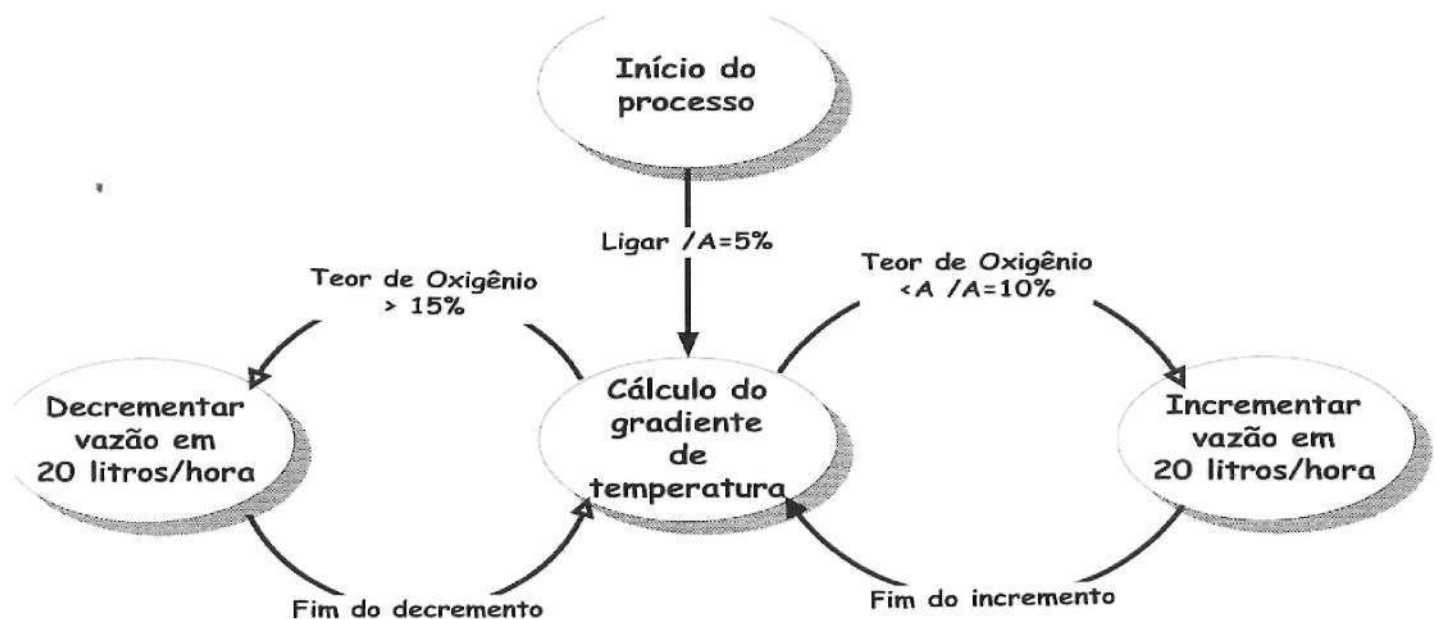 Início do
processo
Ligar /A=5%
Teor de Oxigênio
> 15%
Teor de Oxigênio
<A /A=10%
Decrementar
vazão em
20 litros/hora
Cálculo do
gradiente
de
temperatura
Incrementar
vazão em
20 litros/hora
Fim do decremento
Fim do incremento